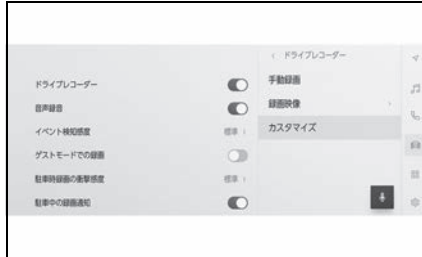 ドライブレコーダー
音声録音
イベント検知感度
標準
ゲストモードでの録画
駐車時録画の衝撃感度
標準
駐車中の録画通知
ドライブレコーダー
手動録画
録画映像
カスタマイズ